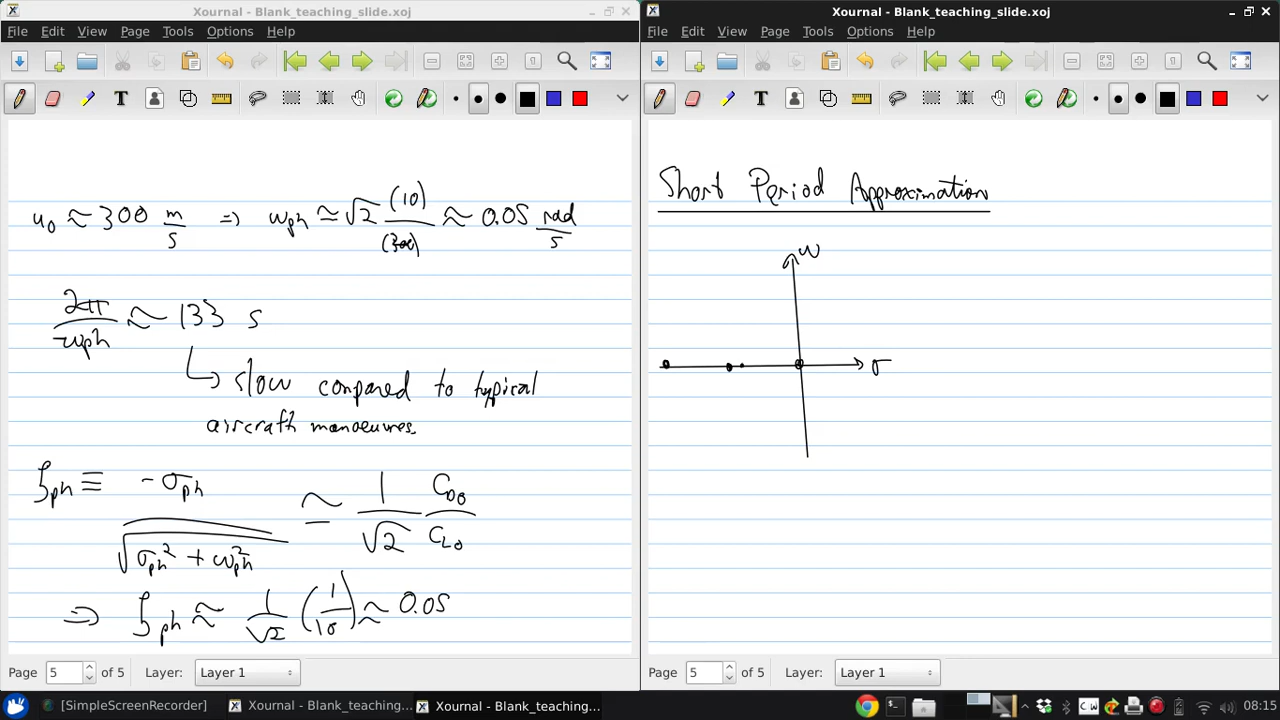 Xournal - Blank_teaching_slide.xoj
File Edit View Page Tools Options Help
u₀ ≈ 300 m/s ⇒ ωph ≃ √2 (10)/(300) ≈ 0.05 rad/s
2π/ωph ≈ 133 s
↳ slow compared to typical
aircraft manoeuvres.
ζph ≡ -σph/√(σph² + ωph²) ≃ 1/√2 C_D₀/C_L₀
⇒ ζph ≈ 1/√2 (1/10) ≈ 0.05
Page 5 of 5 Layer: Layer 1
Xournal - Blank_teaching_slide.xoj
File Edit View Page Tools Options Help
Short Period Approximation
ω
σ
Page 5 of 5 Layer: Layer 1
[SimpleScreenRecorder] Xournal - Blank_teaching... Xournal - Blank_teaching... CW 08:15